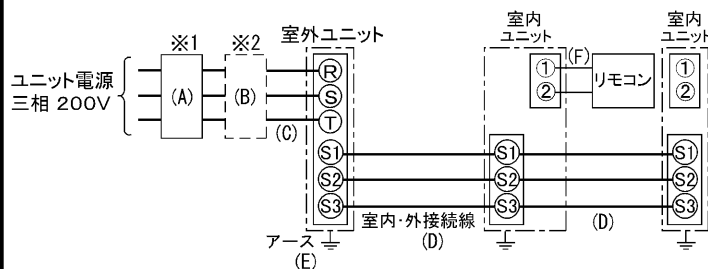 ※1
※2
室外ユニット
室内
ユニット
室内
ユニット
ユニット電源
三相 200V
(A)
(B)
(C)
R
S
T
(F)
①
②
リモコン
①
②
S1
S2
S3
S1
S2
S3
S1
S2
S3
室内・外接続線
(D)
(D)
アース
(E)